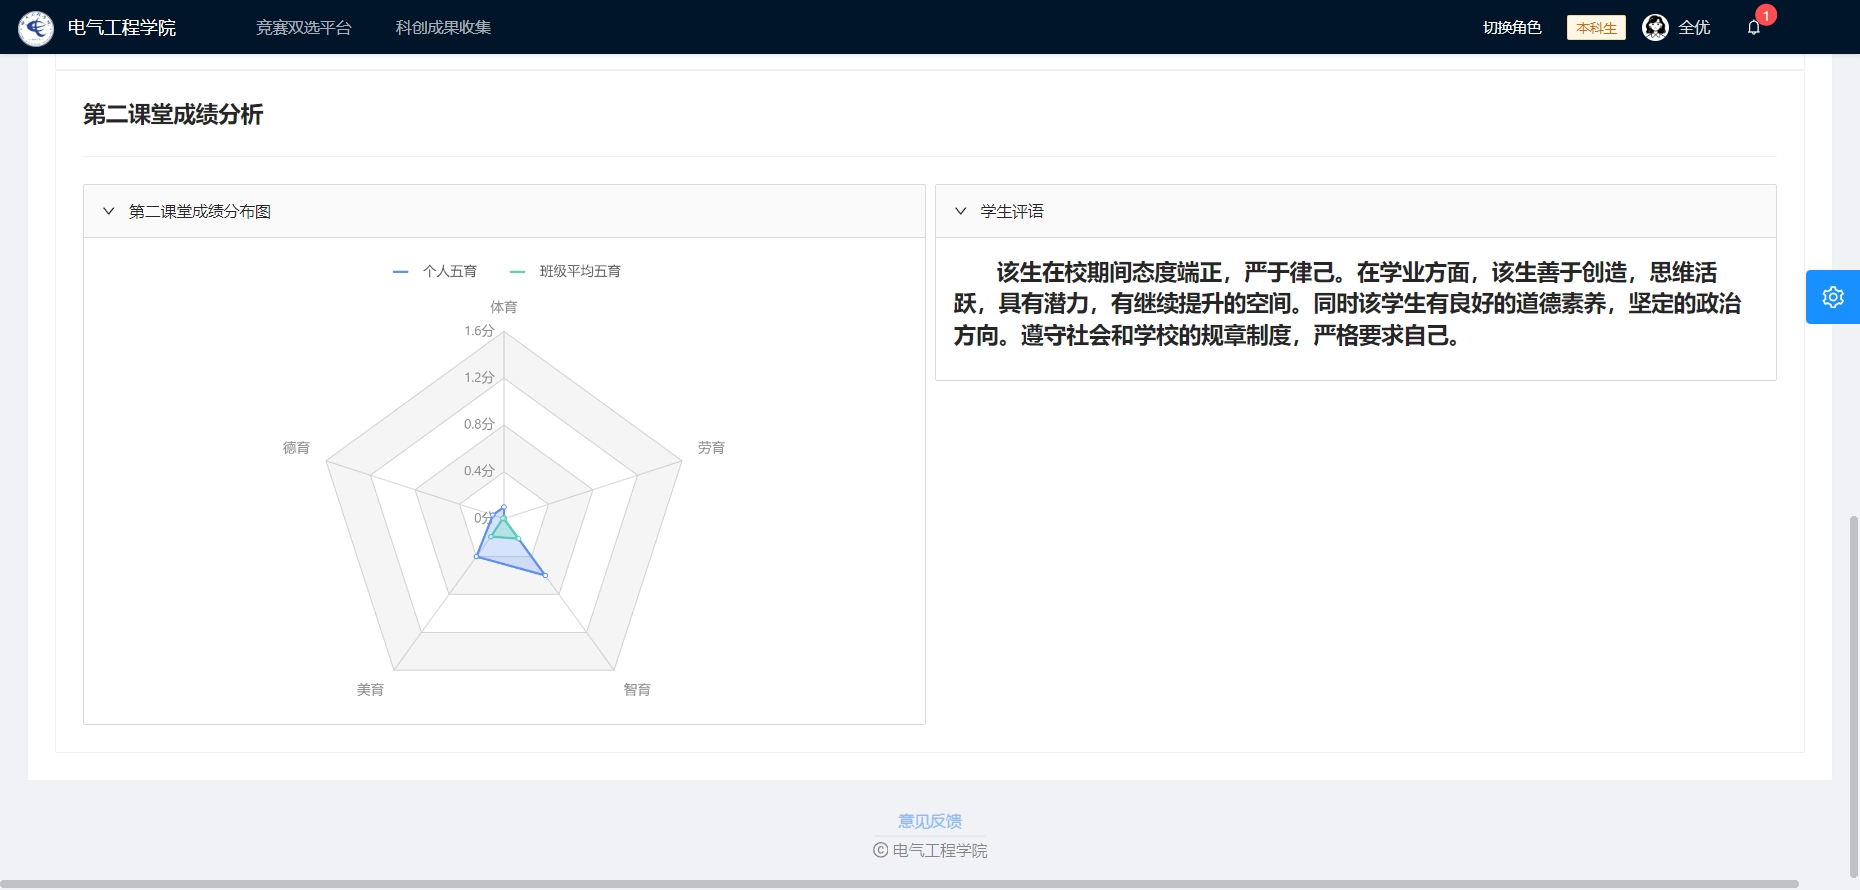 电气工程学院 竞赛双选平台 科创成果收集 切换角色 本科生 全优 1
第二课堂成绩分析
第二课堂成绩分布图
个人五育 班级平均五育
体育
1.6分
1.2分
0.8分
0.4分
0分
德育
劳育
美育
智育
学生评语
该生在校期间态度端正，严于律己。在学业方面，该生善于创造，思维活
跃，具有潜力，有继续提升的空间。同时该学生有良好的道德素养，坚定的政治
方向。遵守社会和学校的规章制度，严格要求自己。
意见反馈
© 电气工程学院